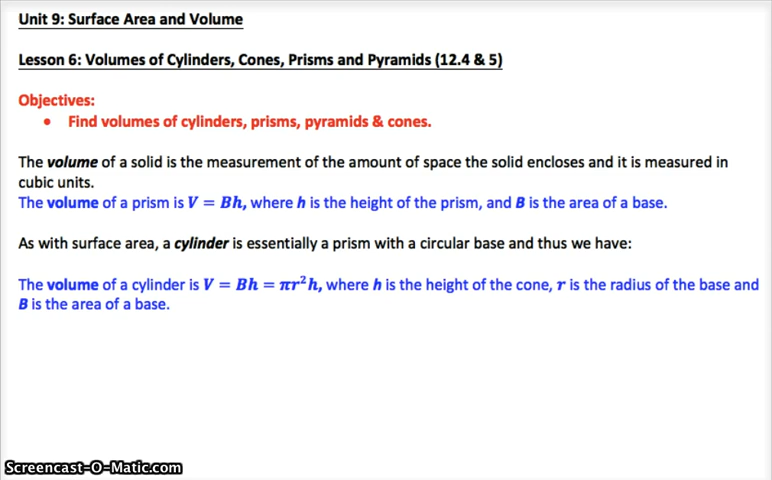 Unit 9: Surface Area and Volume
Lesson 6: Volumes of Cylinders, Cones, Prisms and Pyramids (12.4 & 5)
Objectives:
• Find volumes of cylinders, prisms, pyramids & cones.
The volume of a solid is the measurement of the amount of space the solid encloses and it is measured in
cubic units.
The volume of a prism is V = Bh, where h is the height of the prism, and B is the area of a base.
As with surface area, a cylinder is essentially a prism with a circular base and thus we have:
The volume of a cylinder is V = Bh = πr²h, where h is the height of the cone, r is the radius of the base and
B is the area of a base.
Screencast-O-Matic.com